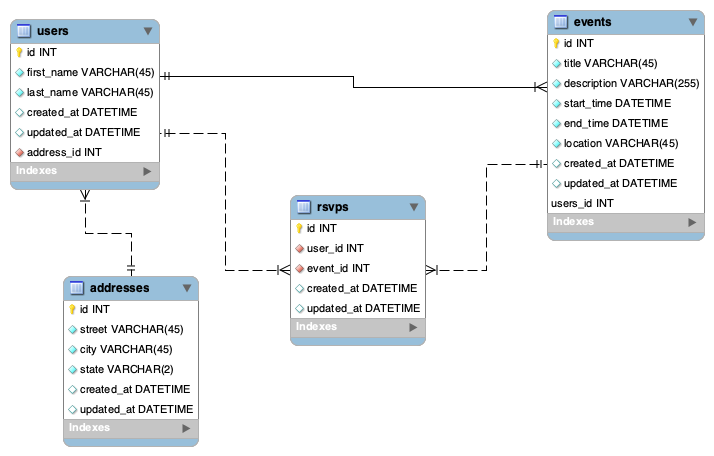 users
id INT
first_name VARCHAR(45)
last_name VARCHAR(45)
created_at DATETIME
updated_at DATETIME
address_id INT
Indexes
events
id INT
title VARCHAR(45)
description VARCHAR(255)
start_time DATETIME
end_time DATETIME
location VARCHAR(45)
created_at DATETIME
updated_at DATETIME
users_id INT
Indexes
rsvps
id INT
user_id INT
event_id INT
created_at DATETIME
updated_at DATETIME
Indexes
addresses
id INT
street VARCHAR(45)
city VARCHAR(45)
state VARCHAR(2)
created_at DATETIME
updated_at DATETIME
Indexes